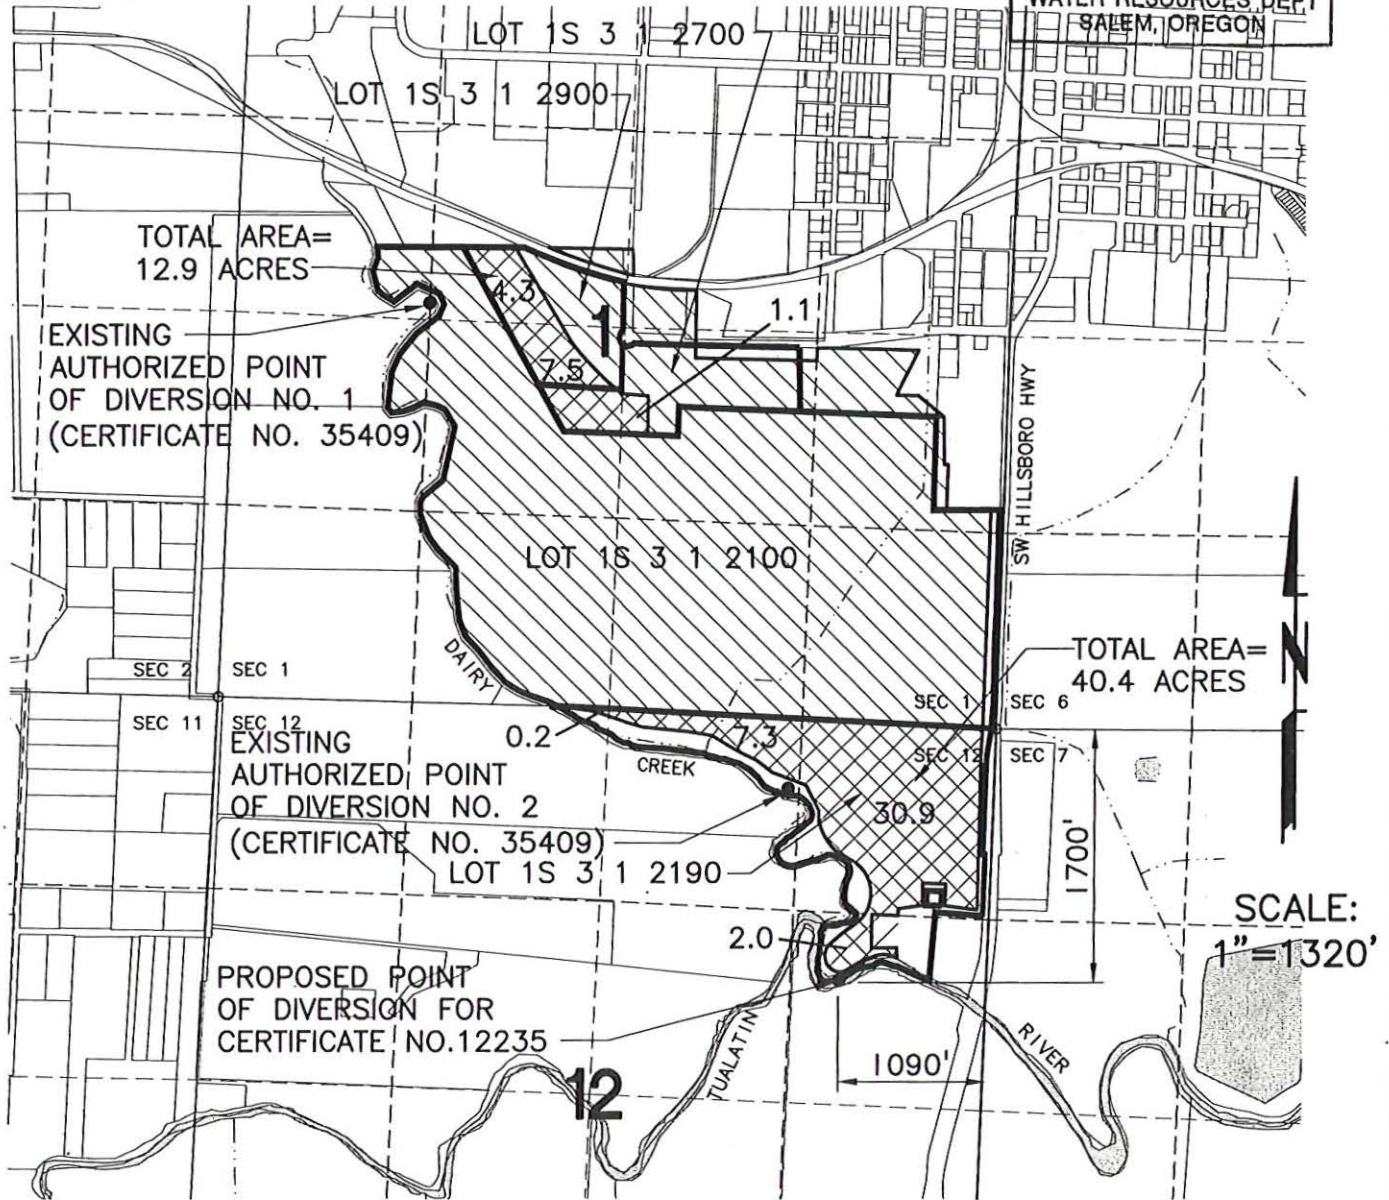 WATER RESOURCES DEPT
SALEM, OREGON
LOT 1S 3 1 2700
LOT 1S 3 1 2900
TOTAL AREA=
12.9 ACRES
4.3
1
1.1
7.5
EXISTING
AUTHORIZED POINT
OF DIVERSION NO. 1
(CERTIFICATE NO. 35409)
SW HILLSBORO HWY
LOT 1S 3 1 2100
DAIRY
CREEK
TOTAL AREA=
40.4 ACRES
N
SEC 2
SEC 1
SEC 11
SEC 12
SEC 1
SEC 6
SEC 12
SEC 7
0.2
7.3
EXISTING
AUTHORIZED POINT
OF DIVERSION NO. 2
(CERTIFICATE NO. 35409)
LOT 1S 3 1 2190
30.9
1700'
SCALE:
1"=1320'
2.0
PROPOSED POINT
OF DIVERSION FOR
CERTIFICATE NO.12235
TUALATIN
RIVER
1090'
12